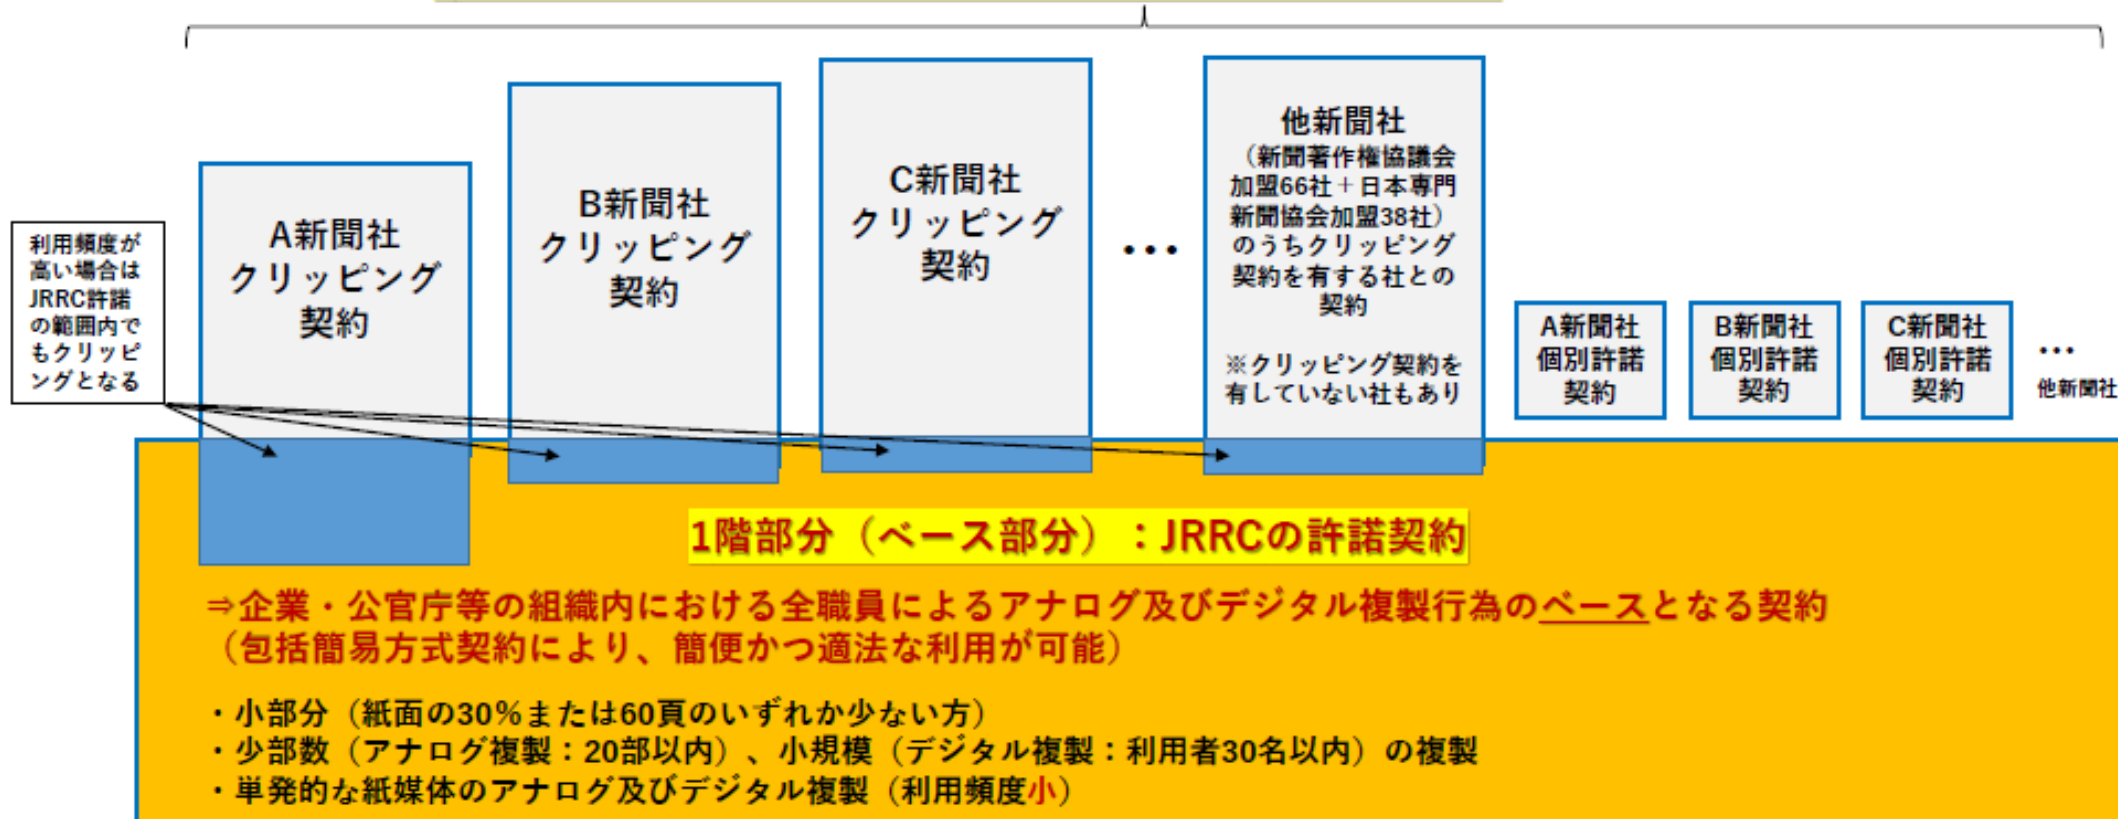 利用頻度が
高い場合は
JRRC許諾
の範囲内で
もクリッピ
ングとなる
A新聞社
クリッピング
契約
B新聞社
クリッピング
契約
C新聞社
クリッピング
契約
…
他新聞社
（新聞著作権協議会
加盟66社＋日本専門
新聞協会加盟38社）
のうちクリッピング
契約を有する社との
契約
※クリッピング契約を
有していない社もあり
A新聞社
個別許諾
契約
B新聞社
個別許諾
契約
C新聞社
個別許諾
契約
…
他新聞社
1階部分（ベース部分）：JRRCの許諾契約
⇒企業・公官庁等の組織内における全職員によるアナログ及びデジタル複製行為のベースとなる契約
（包括簡易方式契約により、簡便かつ適法な利用が可能）
・小部分（紙面の30%または60頁のいずれか少ない方）
・少部数（アナログ複製：20部以内）、小規模（デジタル複製：利用者30名以内）の複製
・単発的な紙媒体のアナログ及びデジタル複製（利用頻度小）